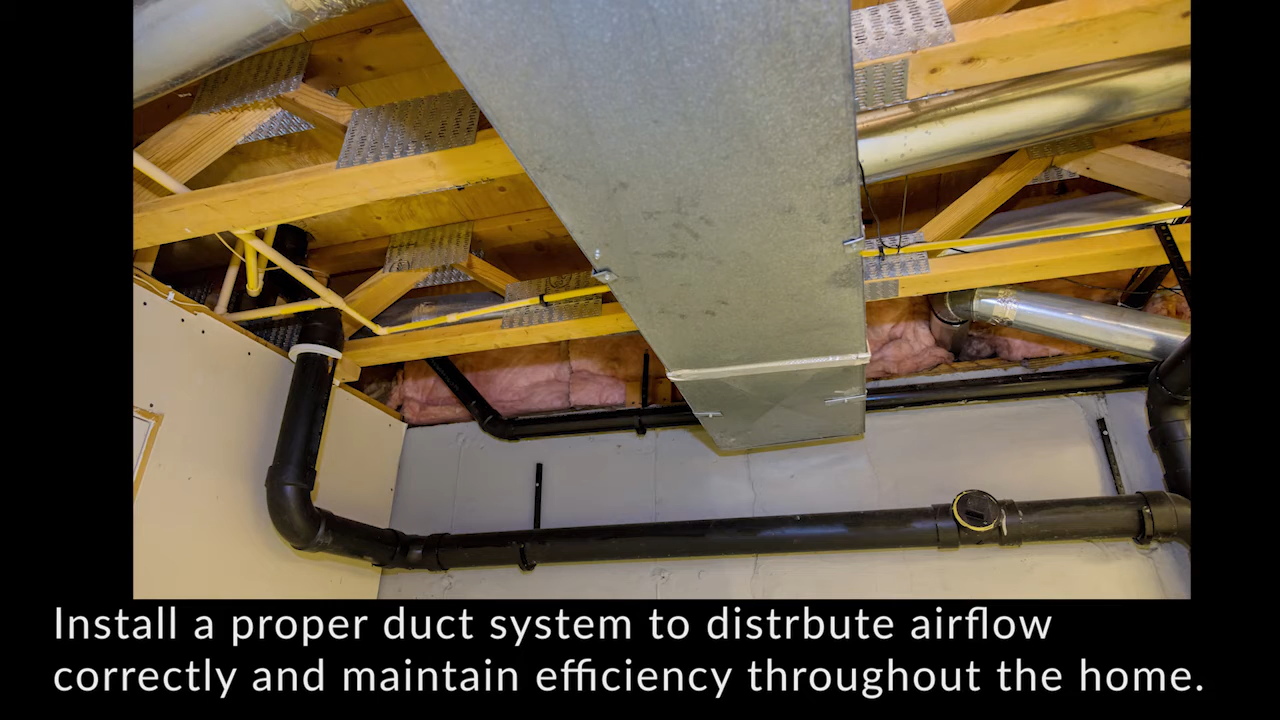 Install a proper duct system to distrbute airflow
correctly and maintain efficiency throughout the home.